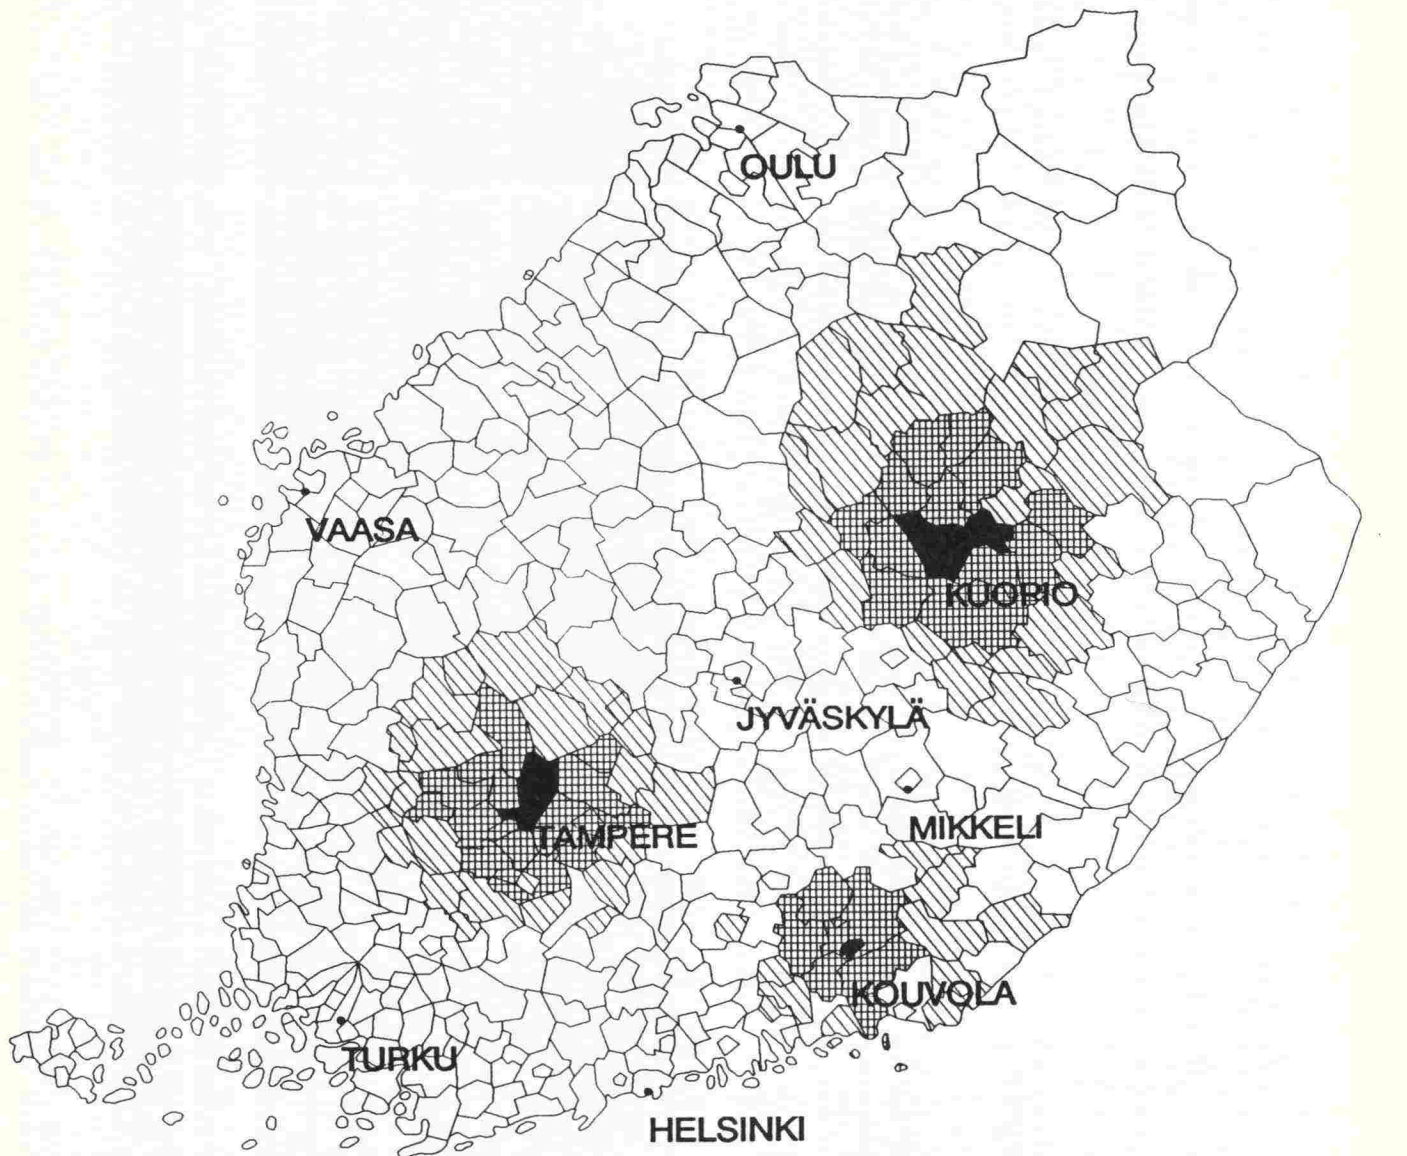 OULU
VAASA
KUOPIO
JYVÄSKYLÄ
TAMPERE
MIKKELI
KOUVOLA
TURKU
HELSINKI